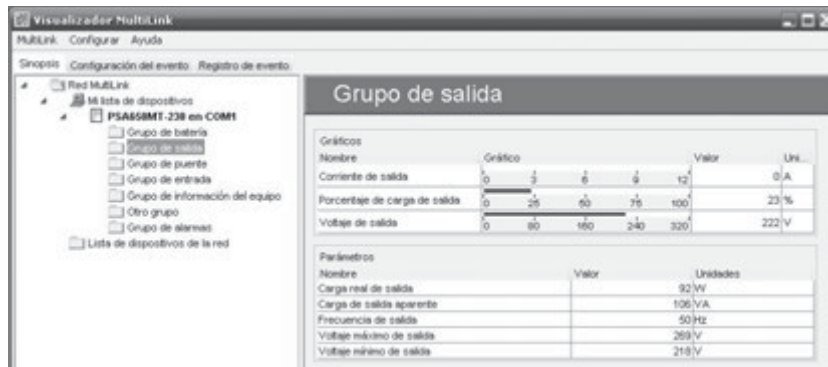 Visualizador MultiLink
MultiLink Configurar Ayuda
Sinopsis Configuración del evento Registro de evento
Red MultiLink
Mi lista de dispositivos
PSA650MT-230 en COM1
Grupo de batería
Grupo de salida
Grupo de puente
Grupo de entrada
Grupo de información del equipo
Otro grupo
Grupo de alarmas
Lista de dispositivos de la red
Grupo de salida
Gráficos
Nombre Gráfico Valor Uni...
Corriente de salida 0 3 6 9 12 0 A
Porcentaje de carga de salida 0 25 50 75 100 23 %
Voltaje de salida 0 80 160 240 320 222 V
Parámetros
Nombre Valor Unidades
Carga real de salida 92 W
Carga de salida aparente 106 VA
Frecuencia de salida 50 Hz
Voltaje máximo de salida 269 V
Voltaje mínimo de salida 218 V